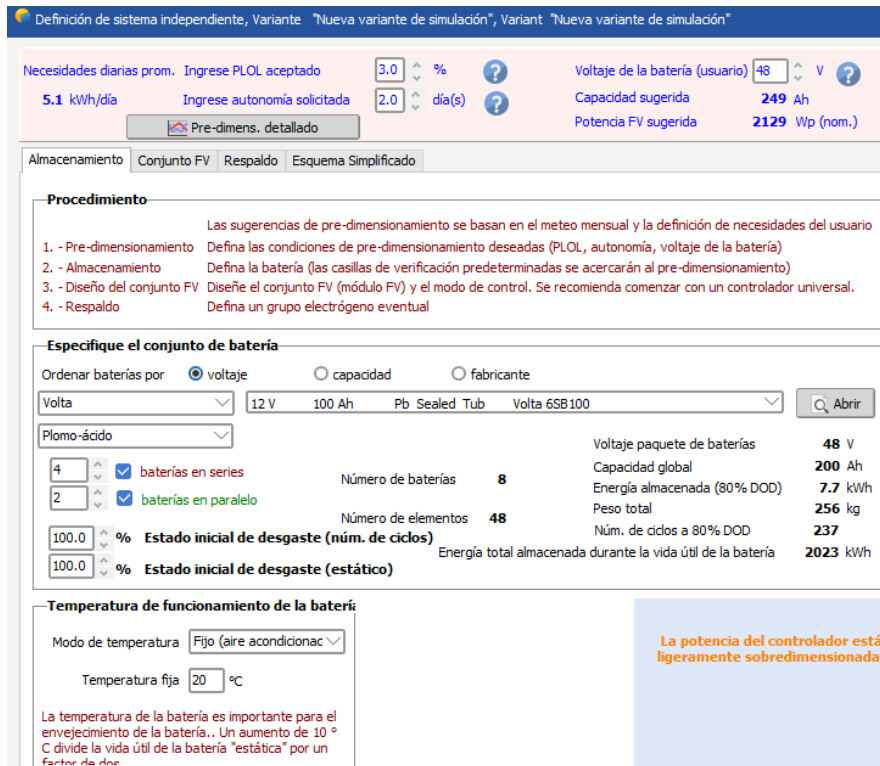 Definición de sistema independiente, Variante "Nueva variante de simulación", Variant "Nueva variante de simulación"
Necesidades diarias prom. Ingrese PLOL aceptado 3.0 % ? Voltaje de la batería (usuario) 48 V ?
5.1 kWh/día Ingrese autonomía solicitada 2.0 día(s) ? Capacidad sugerida 249 Ah
Pre-dimens. detallado Potencia FV sugerida 2129 Wp (nom.)
Almacenamiento Conjunto FV Respaldo Esquema Simplificado
Procedimiento
Las sugerencias de pre-dimensionamiento se basan en el meteo mensual y la definición de necesidades del usuario
1. - Pre-dimensionamiento Defina las condiciones de pre-dimensionamiento deseadas (PLOL, autonomía, voltaje de la batería)
2. - Almacenamiento Defina la batería (las casillas de verificación predeterminadas se acercarán al pre-dimensionamiento)
3. - Diseño del conjunto FV Diseñe el conjunto FV (módulo FV) y el modo de control. Se recomienda comenzar con un controlador universal.
4. - Respaldo Defina un grupo electrógeno eventual
Especifique el conjunto de batería
Ordenar baterías por voltaje capacidad fabricante
Volta 12 V 100 Ah Pb Sealed Tub Volta 6SB100 Abrir
Plomo-ácido
Voltaje paquete de baterías 48 V
4 baterías en series Número de baterías 8 Capacidad global 200 Ah
2 baterías en paralelo Energía almacenada (80% DOD) 7.7 kWh
Número de elementos 48 Peso total 256 kg
100.0 % Estado inicial de desgaste (núm. de ciclos) Núm. de ciclos a 80% DOD 237
Energía total almacenada durante la vida útil de la batería 2023 kWh
100.0 % Estado inicial de desgaste (estático)
Temperatura de funcionamiento de la batería
Modo de temperatura Fijo (aire acondicionac
Temperatura fija 20 ºC
La potencia del controlador está
ligeramente sobredimensionada
La temperatura de la batería es importante para el
envejecimiento de la batería.. Un aumento de 10 º
C divide la vida útil de la batería "estática" por un
factor de dos